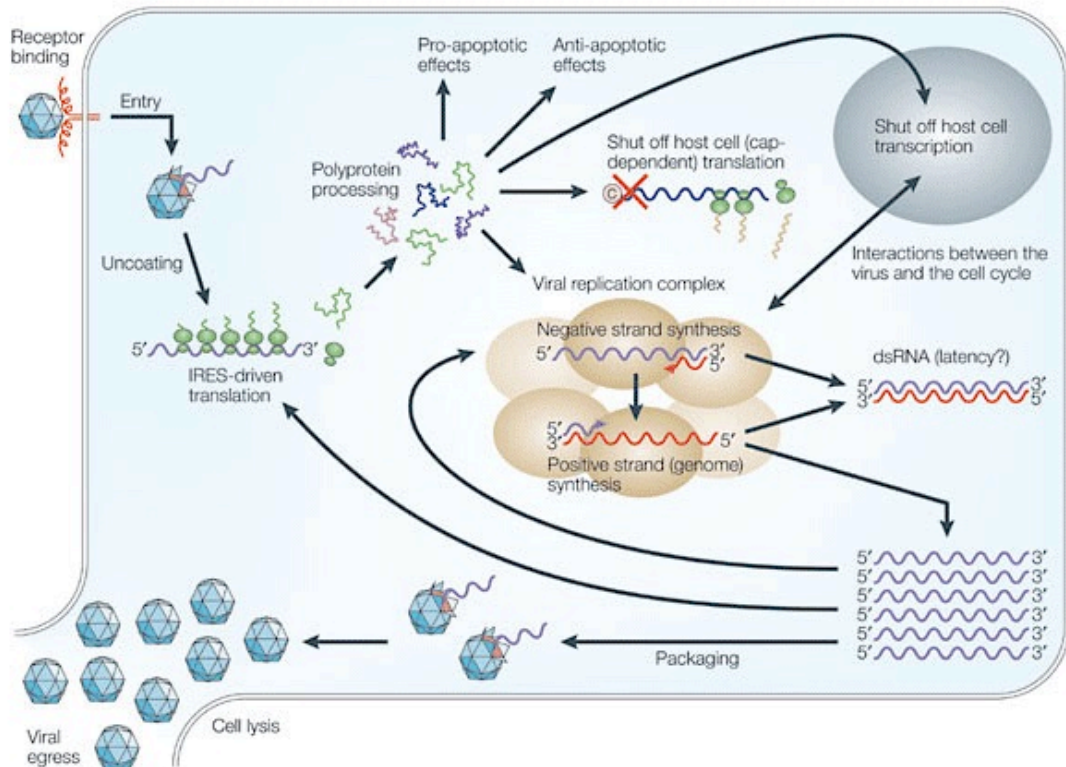 Receptor
binding
Entry
Uncoating
5′ 3′
IRES-driven
translation
Polyprotein
processing
Pro-apoptotic
effects
Anti-apoptotic
effects
Shut off host cell (cap-
dependent) translation
C
Shut off host cell
transcription
Interactions between the
virus and the cell cycle
Viral replication complex
Negative strand synthesis
5′ 3′
5′
5′
3′ 5′
Positive strand (genome)
synthesis
dsRNA (latency?)
5′ 3′
3′ 5′
5′ 3′
5′ 3′
5′ 3′
5′ 3′
5′ 3′
5′ 3′
Packaging
Cell lysis
Viral
egress